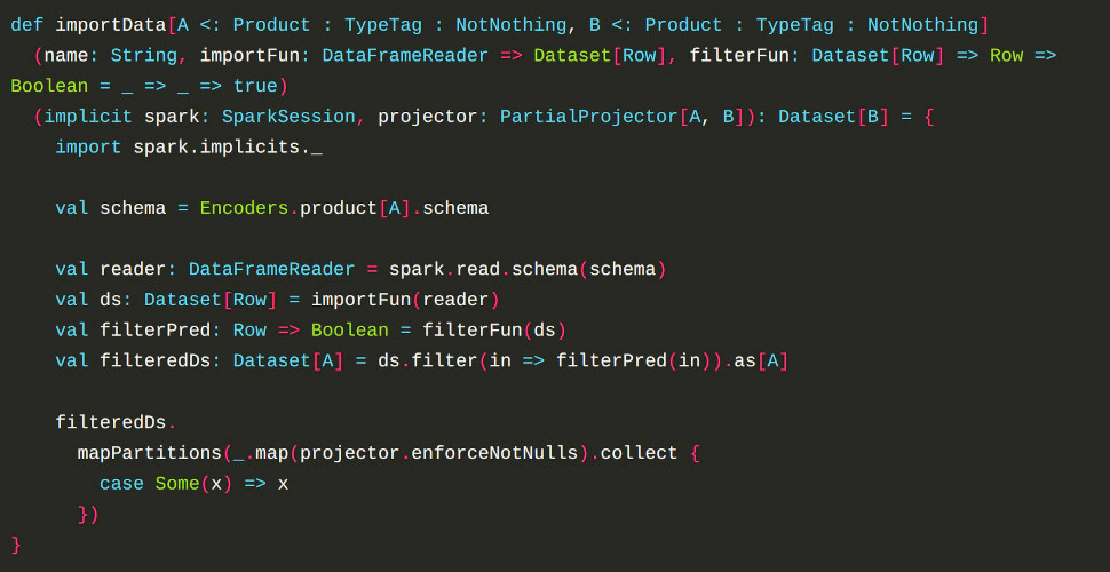 def importData[A <: Product : TypeTag : NotNothing, B <: Product : TypeTag : NotNothing]
  (name: String, importFun: DataFrameReader => Dataset[Row], filterFun: Dataset[Row] => Row =>
Boolean = _ => _ => true)
  (implicit spark: SparkSession, projector: PartialProjector[A, B]): Dataset[B] = {
    import spark.implicits._

    val schema = Encoders.product[A].schema

    val reader: DataFrameReader = spark.read.schema(schema)
    val ds: Dataset[Row] = importFun(reader)
    val filterPred: Row => Boolean = filterFun(ds)
    val filteredDs: Dataset[A] = ds.filter(in => filterPred(in)).as[A]

    filteredDs.
      mapPartitions(_.map(projector.enforceNotNulls).collect {
        case Some(x) => x
      })
}